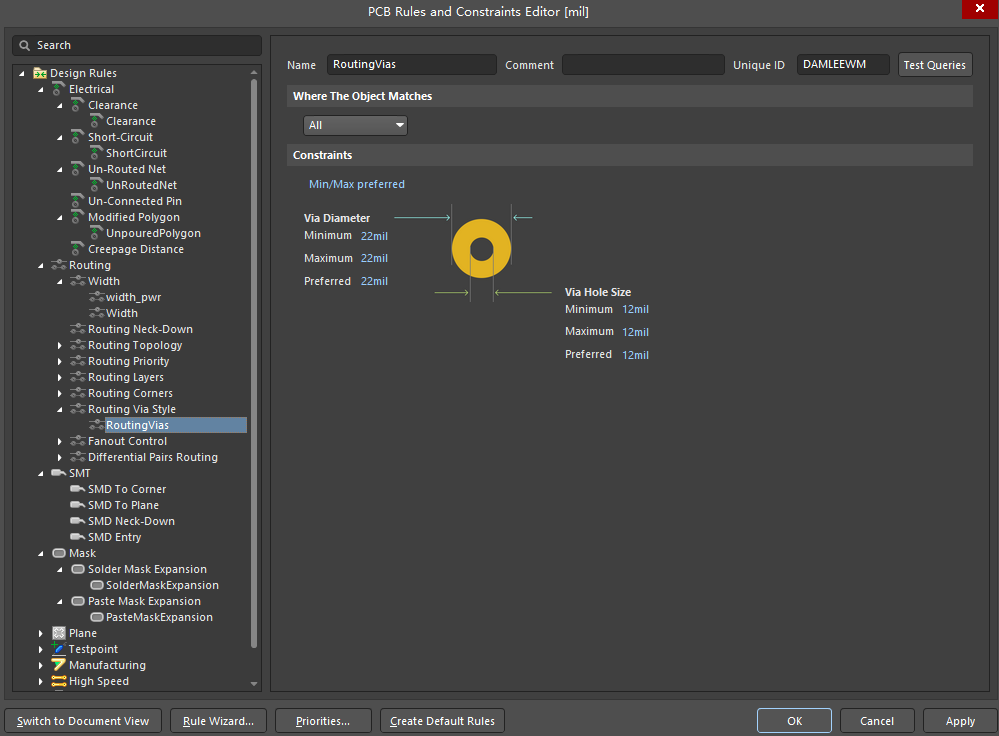 PCB Rules and Constraints Editor [mil]
Search
Design Rules
Electrical
Clearance
Clearance
Short-Circuit
ShortCircuit
Un-Routed Net
UnRoutedNet
Un-Connected Pin
Modified Polygon
UnpouredPolygon
Creepage Distance
Routing
Width
width_pwr
Width
Routing Neck-Down
Routing Topology
Routing Priority
Routing Layers
Routing Corners
Routing Via Style
RoutingVias
Fanout Control
Differential Pairs Routing
SMT
SMD To Corner
SMD To Plane
SMD Neck-Down
SMD Entry
Mask
Solder Mask Expansion
SolderMaskExpansion
Paste Mask Expansion
PasteMaskExpansion
Plane
Testpoint
Manufacturing
High Speed
Name RoutingVias Comment Unique ID DAMLEEWM Test Queries
Where The Object Matches
All
Constraints
Min/Max preferred
Via Diameter
Minimum 22mil
Maximum 22mil
Preferred 22mil
Via Hole Size
Minimum 12mil
Maximum 12mil
Preferred 12mil
Switch to Document View Rule Wizard... Priorities... Create Default Rules OK Cancel Apply